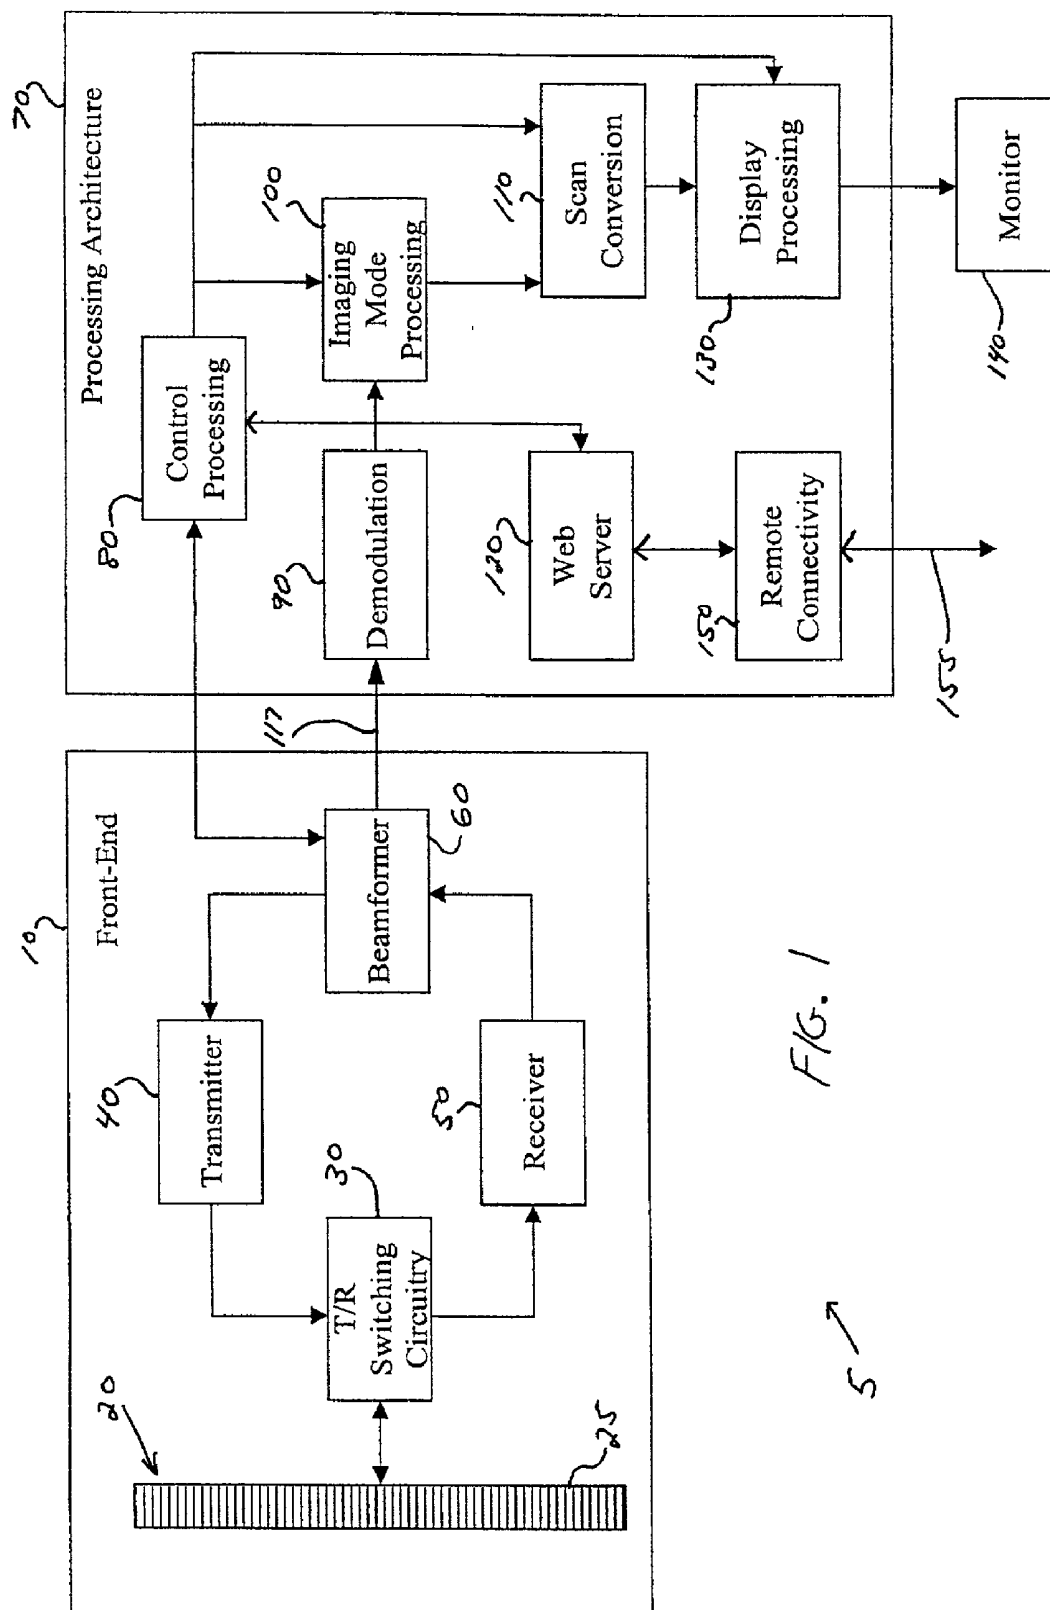 10
Front-End
20
25
T/R
Switching
Circuitry
30
Transmitter
40
Receiver
50
Beamformer
60
117
70
Processing Architecture
Control
Processing
80
Demodulation
90
Imaging
Mode
Processing
100
Scan
Conversion
110
Web
Server
120
Display
Processing
130
Remote
Connectivity
150
155
Monitor
140
5
FIG. 1